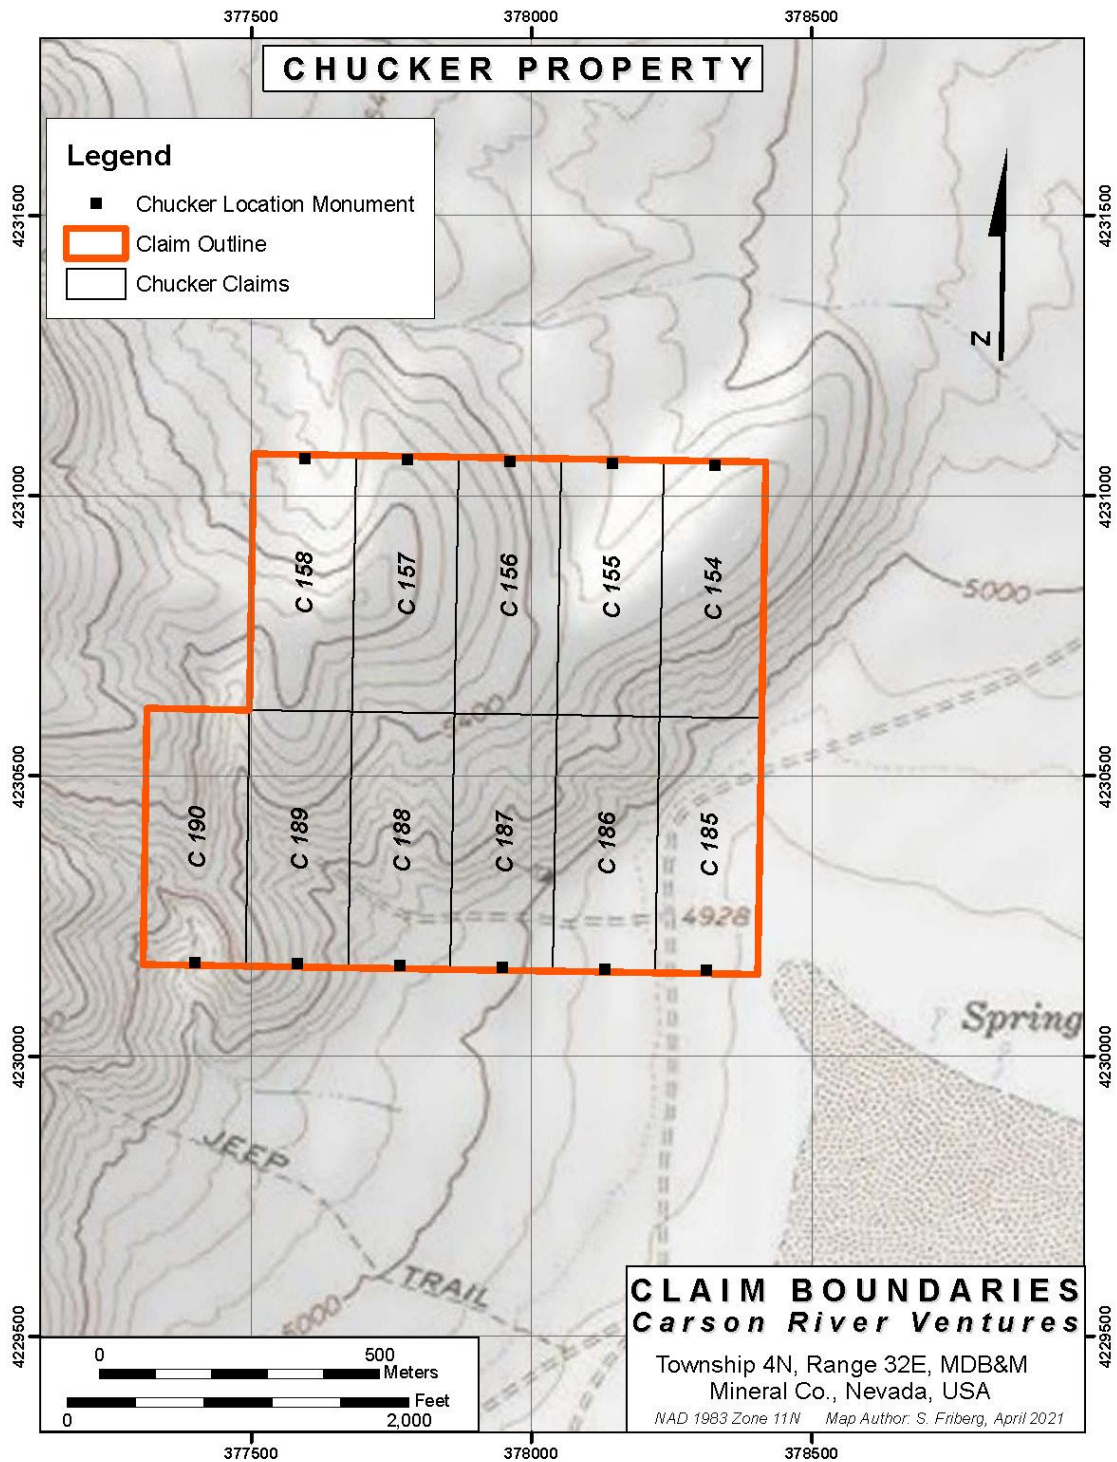 377500
378000
378500
CHUCKER PROPERTY
Legend
Chucker Location Monument
Claim Outline
Chucker Claims
4231500
4231500
N
4231000
4231000
C 158
C 157
C 156
C 155
C 154
5000
5400
4230500
4230500
C 190
C 189
C 188
C 187
C 186
C 185
4928
Spring
4230000
4230000
JEEP
TRAIL
5000
CLAIM BOUNDARIES
Carson River Ventures
Township 4N, Range 32E, MDB&M
Mineral Co., Nevada, USA
NAD 1983 Zone 11N Map Author: S. Friberg, April 2021
4229500
4229500
0 500
Meters
Feet
0 2,000
377500
378000
378500